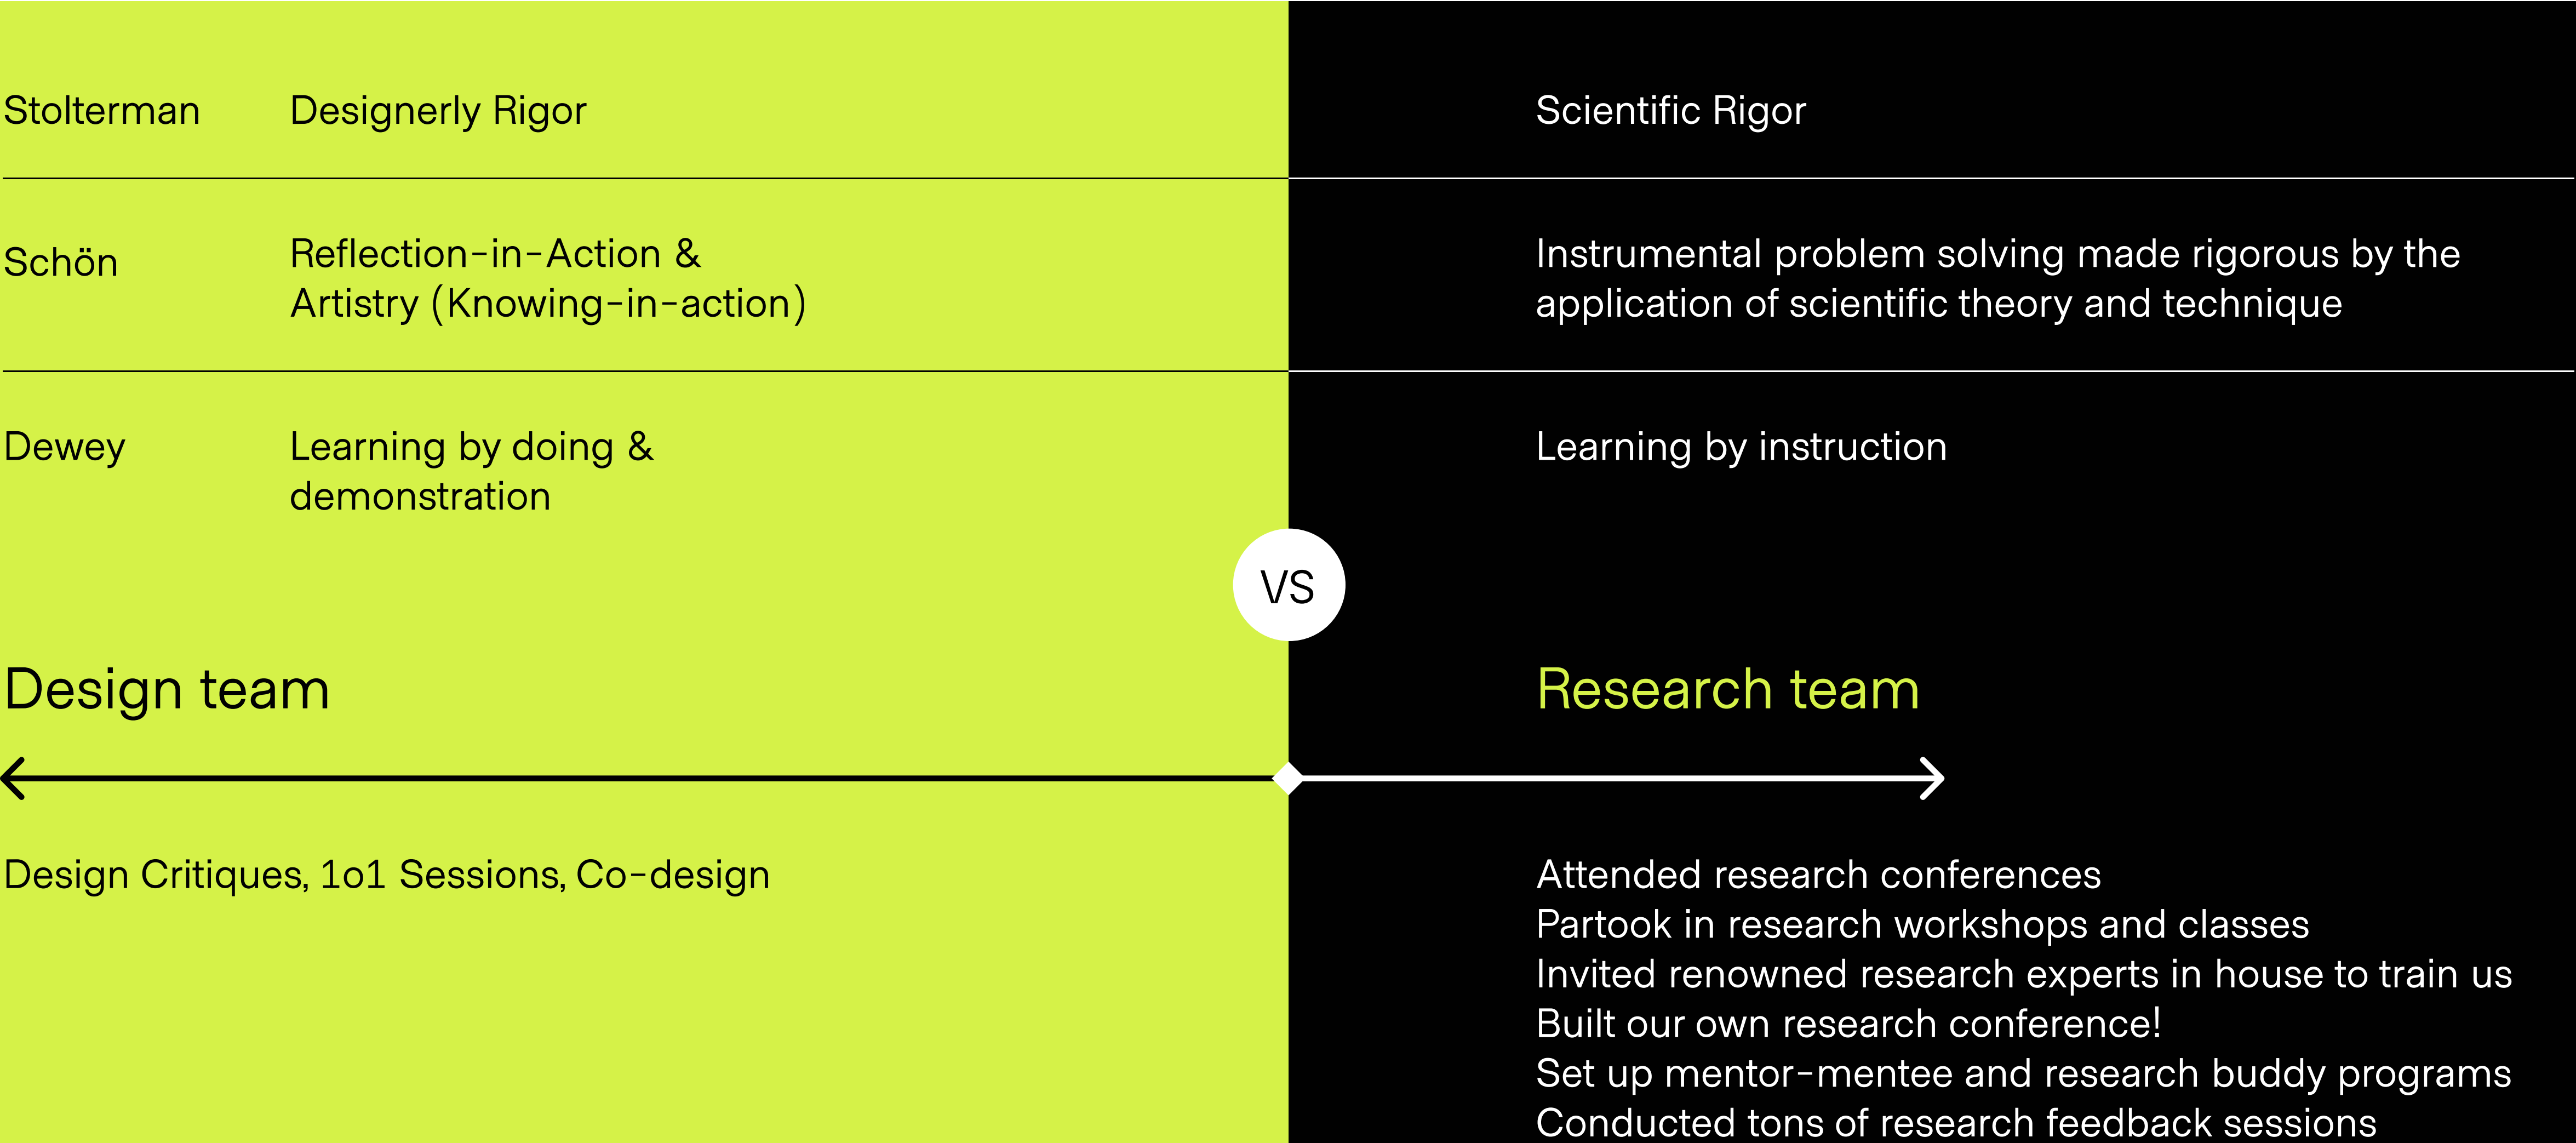 Stolterman
Designerly Rigor
Scientific Rigor
Schön
Reflection-in-Action &
Artistry (Knowing-in-action)
Instrumental problem solving made rigorous by the
application of scientific theory and technique
Dewey
Learning by doing &
demonstration
Learning by instruction
VS
Design team
Research team
Design Critiques, 1o1 Sessions, Co-design
Attended research conferences
Partook in research workshops and classes
Invited renowned research experts in house to train us
Built our own research conference!
Set up mentor-mentee and research buddy programs
Conducted tons of research feedback sessions